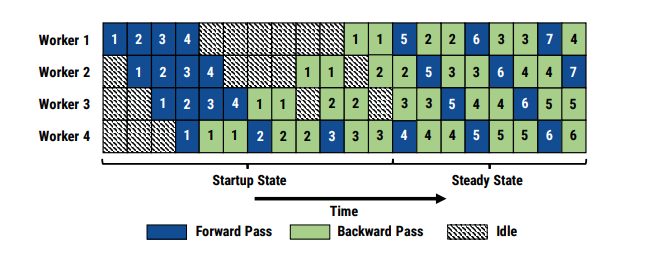 Worker 1 1 2 3 4 1 1 5 2 2 6 3 3 7 4
Worker 2 1 2 3 4 1 1 2 2 5 3 3 6 4 4 7
Worker 3 1 2 3 4 1 1 2 2 3 3 5 4 4 6 5 5
Worker 4 1 1 1 2 2 2 3 3 3 4 4 4 5 5 5 6 6
Startup State Steady State
Time
Forward Pass Backward Pass Idle